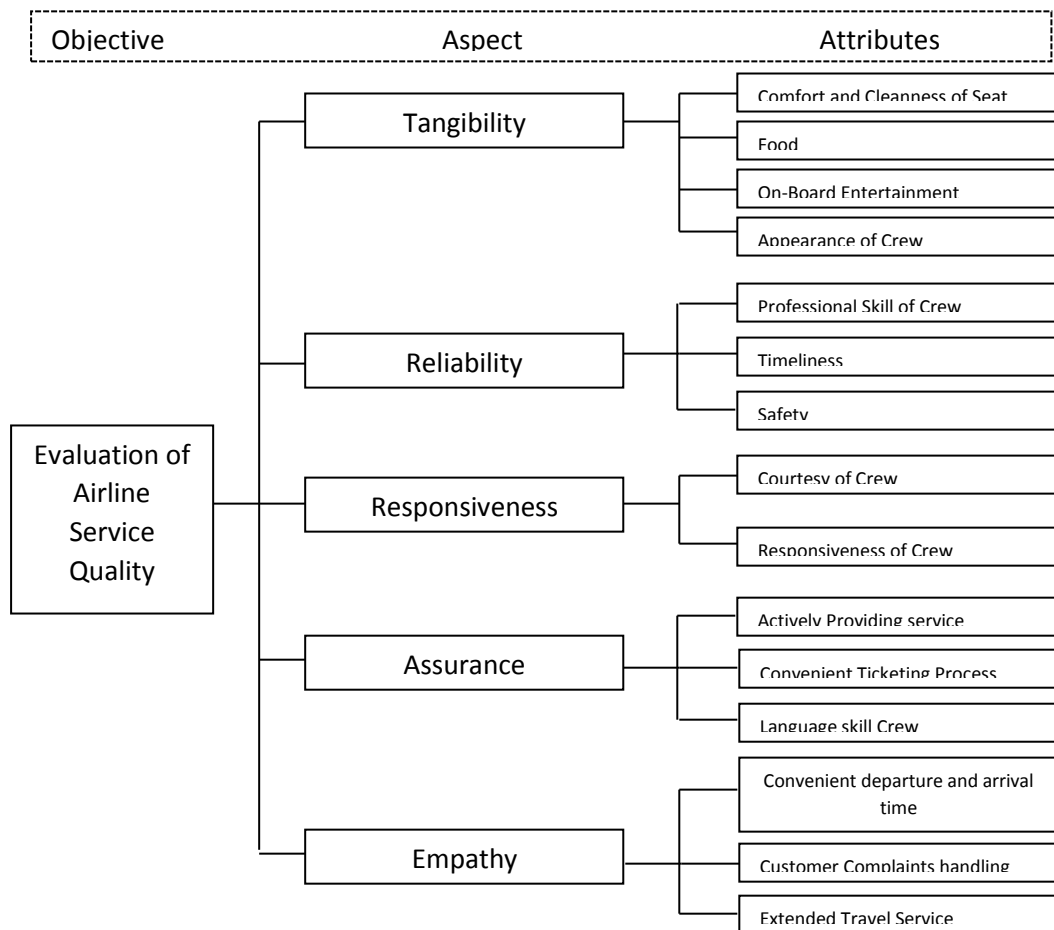 Objective Aspect Attributes
Tangibility
Comfort and Cleanness of Seat
Food
On-Board Entertainment
Appearance of Crew
Reliability
Professional Skill of Crew
Timeliness
Safety
Evaluation of
Airline
Service
Quality
Responsiveness
Courtesy of Crew
Responsiveness of Crew
Assurance
Actively Providing service
Convenient Ticketing Process
Language skill Crew
Empathy
Convenient departure and arrival
time
Customer Complaints handling
Extended Travel Service